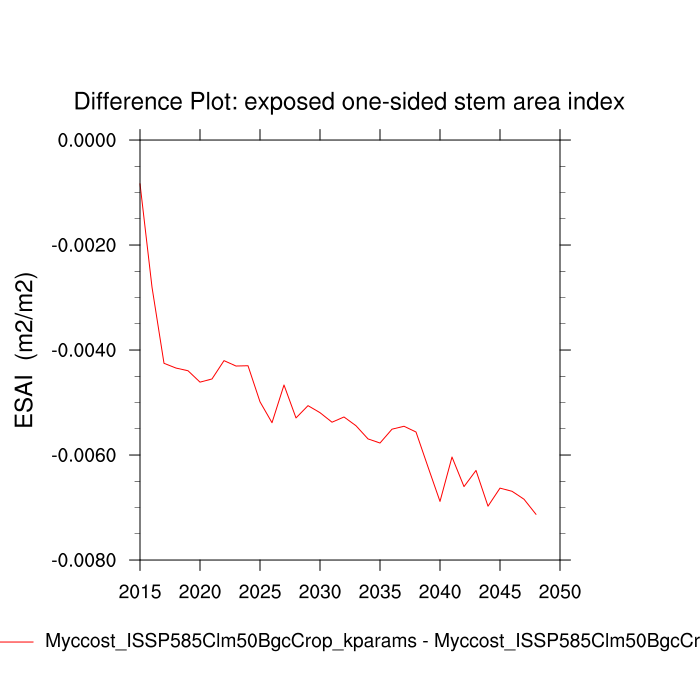 Difference Plot: exposed one-sided stem area index
ESAI (m2/m2)
0.0000
-0.0020
-0.0040
-0.0060
-0.0080
2015 2020 2025 2030 2035 2040 2045 2050
Myccost_ISSP585Clm50BgcCrop_kparams - Myccost_ISSP585Clm50BgcCr